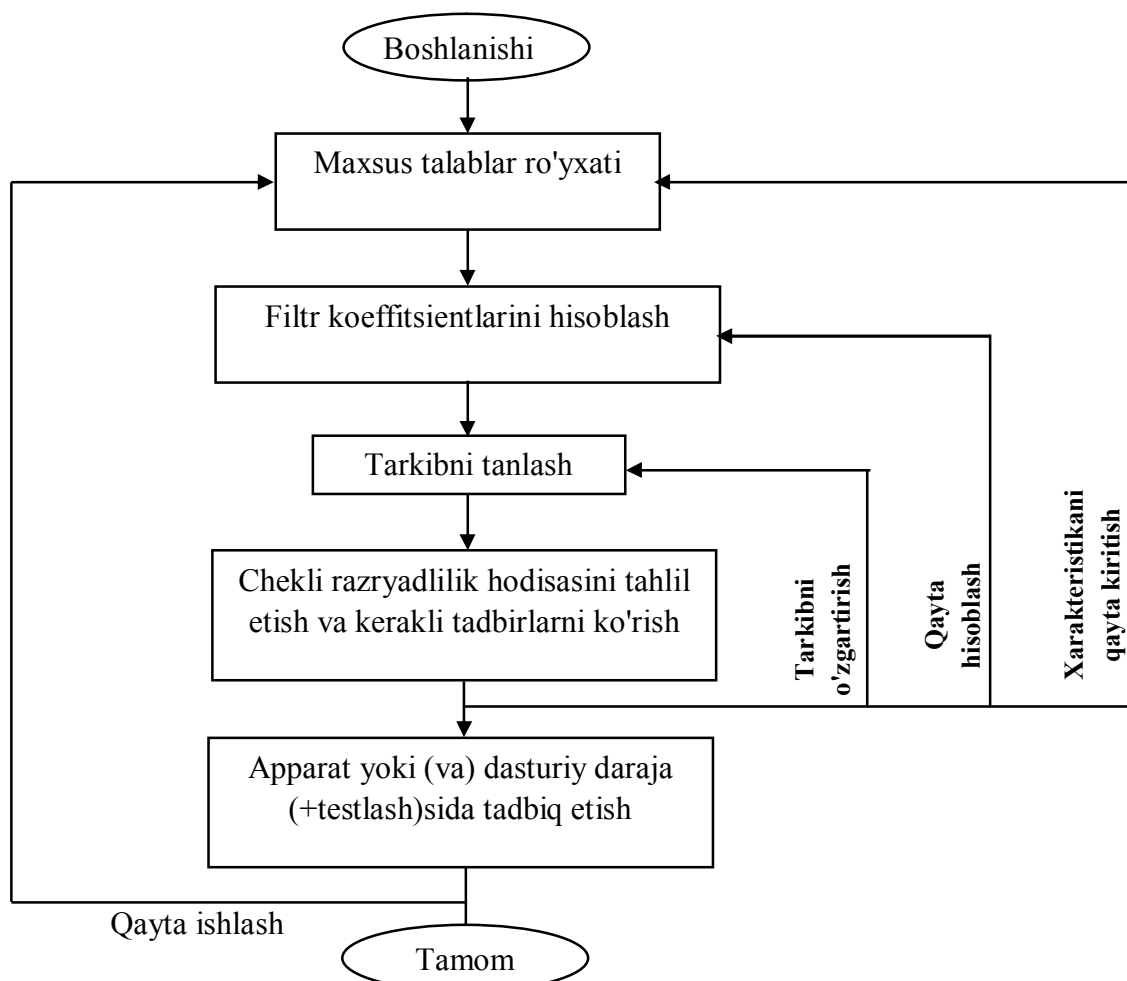 Boshlanishi
Maxsus talablar ro'yxati
Filtr koeffitsientlarini hisoblash
Tarkibni tanlash
Chekli razryadlilik hodisasini tahlil
etish va kerakli tadbirlarni ko'rish
Tarkibni
o'zgartirish
Qayta
hisoblash
Xarakteristikani
qayta kiritish
Apparat yoki (va) dasturiy daraja
(+testlash)sida tadbiq etish
Qayta ishlash
Tamom